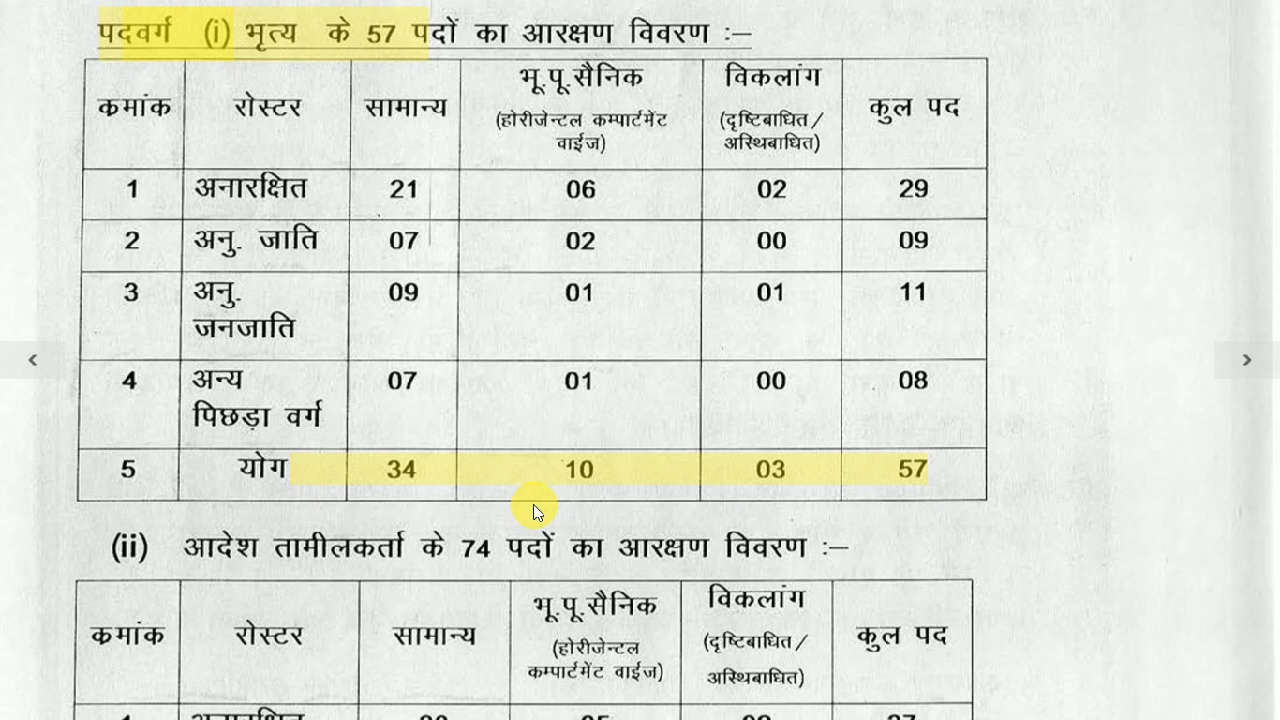 पदवर्ग (i) भृत्य के 57 पदों का आरक्षण विवरण :–
कमांक रोस्टर सामान्य भू.पू.सैनिक (होरीजेन्टल कम्पार्टमेंट वाईज) विकलांग (दृष्टिबाधित/ अस्थिबाधित) कुल पद
1 अनारक्षित 21 06 02 29
2 अनु. जाति 07 02 00 09
3 अनु. जनजाति 09 01 01 11
4 अन्य पिछड़ा वर्ग 07 01 00 08
5 योग 34 10 03 57
(ii) आदेश तामीलकर्ता के 74 पदों का आरक्षण विवरण :–
कमांक रोस्टर सामान्य भू.पू.सैनिक (होरीजेन्टल कम्पार्टमेंट वाईज) विकलांग (दृष्टिबाधित/ अस्थिबाधित) कुल पद